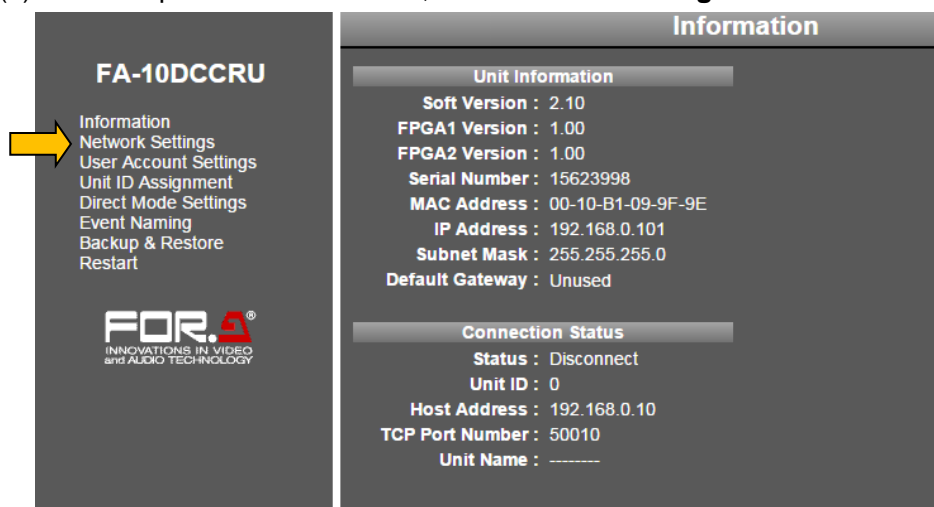 Information
FA-10DCCRU
Information
Network Settings
User Account Settings
Unit ID Assignment
Direct Mode Settings
Event Naming
Backup & Restore
Restart
FOR.A®
INNOVATIONS IN VIDEO
and AUDIO TECHNOLOGY
Unit Information
Soft Version : 2.10
FPGA1 Version : 1.00
FPGA2 Version : 1.00
Serial Number : 15623998
MAC Address : 00-10-B1-09-9F-9E
IP Address : 192.168.0.101
Subnet Mask : 255.255.255.0
Default Gateway : Unused
Connection Status
Status : Disconnect
Unit ID : 0
Host Address : 192.168.0.10
TCP Port Number : 50010
Unit Name : --------